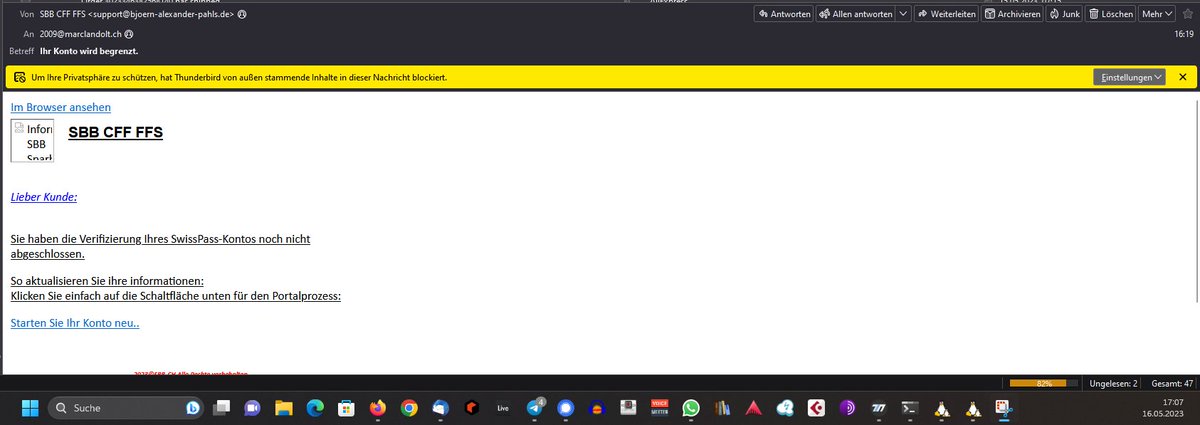 Von SBB CFF FFS <support@bjoern-alexander-pahls.de>
Antworten Allen antworten Weiterleiten Archivieren Junk Löschen Mehr
An 2009@marclandolt.ch
16:19
Betreff Ihr Konto wird begrenzt.
Um Ihre Privatsphäre zu schützen, hat Thunderbird von außen stammende Inhalte in dieser Nachricht blockiert.
Einstellungen
Im Browser ansehen
Infor
SBB
SBB CFF FFS
Lieber Kunde:
Sie haben die Verifizierung Ihres SwissPass-Kontos noch nicht
abgeschlossen.
So aktualisieren Sie ihre informationen:
Klicken Sie einfach auf die Schaltfläche unten für den Portalprozess:
Starten Sie Ihr Konto neu..
82% Ungelesen: 2 Gesamt: 47
Suche
Live
4
VOICE
MEETER
17:07
16.05.2023